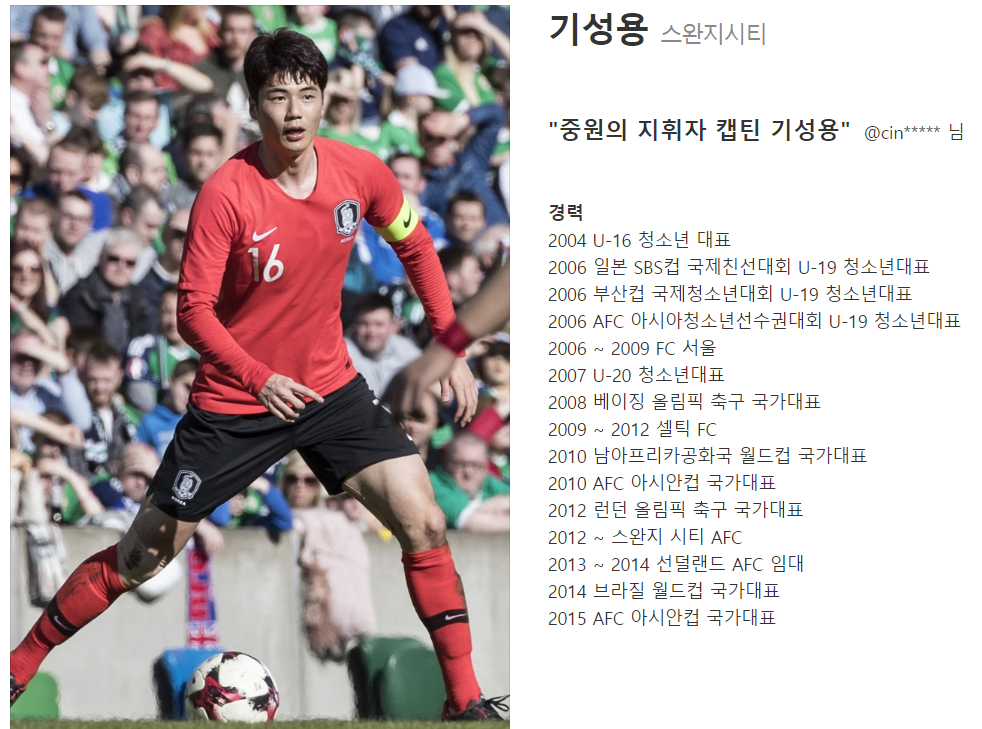 기성용 스완지시티
"중원의 지휘자 캡틴 기성용" @cin***** 님
경력
2004 U-16 청소년 대표
2006 일본 SBS컵 국제친선대회 U-19 청소년대표
2006 부산컵 국제청소년대회 U-19 청소년대표
2006 AFC 아시아청소년선수권대회 U-19 청소년대표
2006 ~ 2009 FC 서울
2007 U-20 청소년대표
2008 베이징 올림픽 축구 국가대표
2009 ~ 2012 셀틱 FC
2010 남아프리카공화국 월드컵 국가대표
2010 AFC 아시안컵 국가대표
2012 런던 올림픽 축구 국가대표
2012 ~ 스완지 시티 AFC
2013 ~ 2014 선덜랜드 AFC 임대
2014 브라질 월드컵 국가대표
2015 AFC 아시안컵 국가대표
16